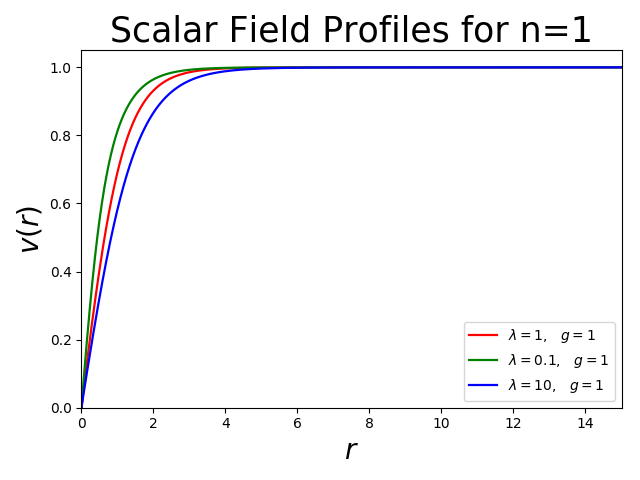 Scalar Field Profiles for n=1
v(r)
1.0
0.8
0.6
0.4
0.2
0.0
0 2 4 6 8 10 12 14
r
λ = 1, g = 1
λ = 0.1, g = 1
λ = 10, g = 1